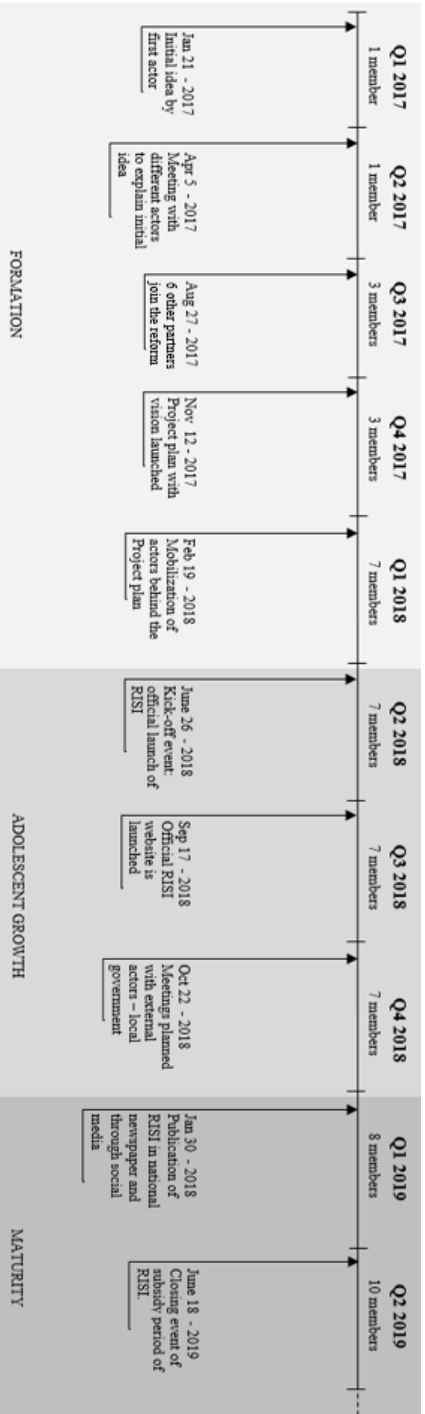 Q1 2017
1 member
Jan 21 - 2017
Initial idea by
first actor
Q2 2017
1 member
Apr 5 - 2017
Meeting with
different actors
to explain initial
idea
Q3 2017
3 members
Aug 27 - 2017
6 other partners
join the reform
Q4 2017
3 members
Nov 12 - 2017
Project plan with
vision launched
Q1 2018
7 members
Feb 19 - 2018
Mobilization of
actors behind the
Project plan
FORMATION
Q2 2018
7 members
June 26 - 2018
Kick-off event:
official launch of
RISI
Q3 2018
7 members
Sep 17 - 2018
Official RISI
website is
launched
Q4 2018
7 members
Oct 22 - 2018
Meetings planned
with external
actors – local
government
ADOLESCENT GROWTH
Q1 2019
8 members
Jan 30 - 2018
Publication of
RISI in national
newspaper and
through social
media
Q2 2019
10 members
June 18 - 2019
Closing event of
subsidy period of
RISI.
MATURITY